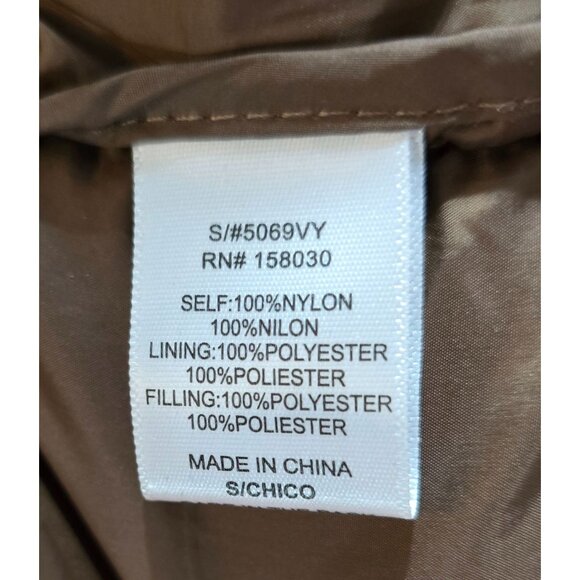 S/#5069VY
RN# 158030
SELF:100%NYLON
100%NILON
LINING:100%POLYESTER
100%POLIESTER
FILLING:100%POLYESTER
100%POLIESTER
MADE IN CHINA
S/CHICO